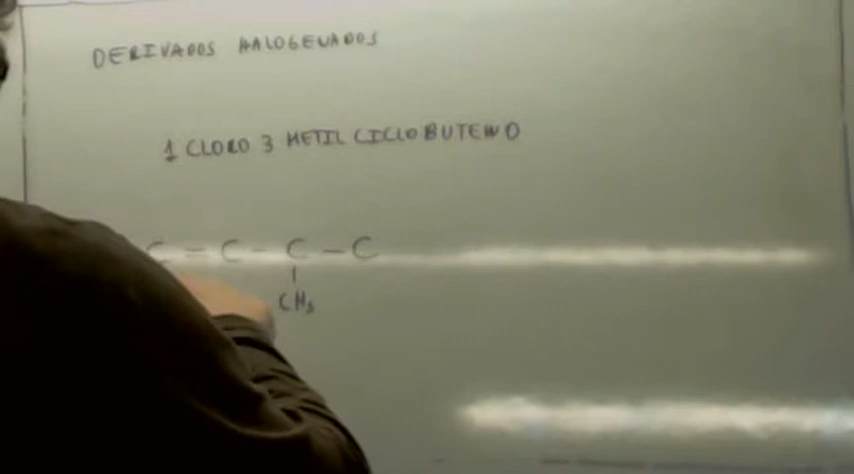 DERIVADOS HALOGENADOS
1 CLORO 3 METIL CICLOBUTENO
C = C - C - C
CH3